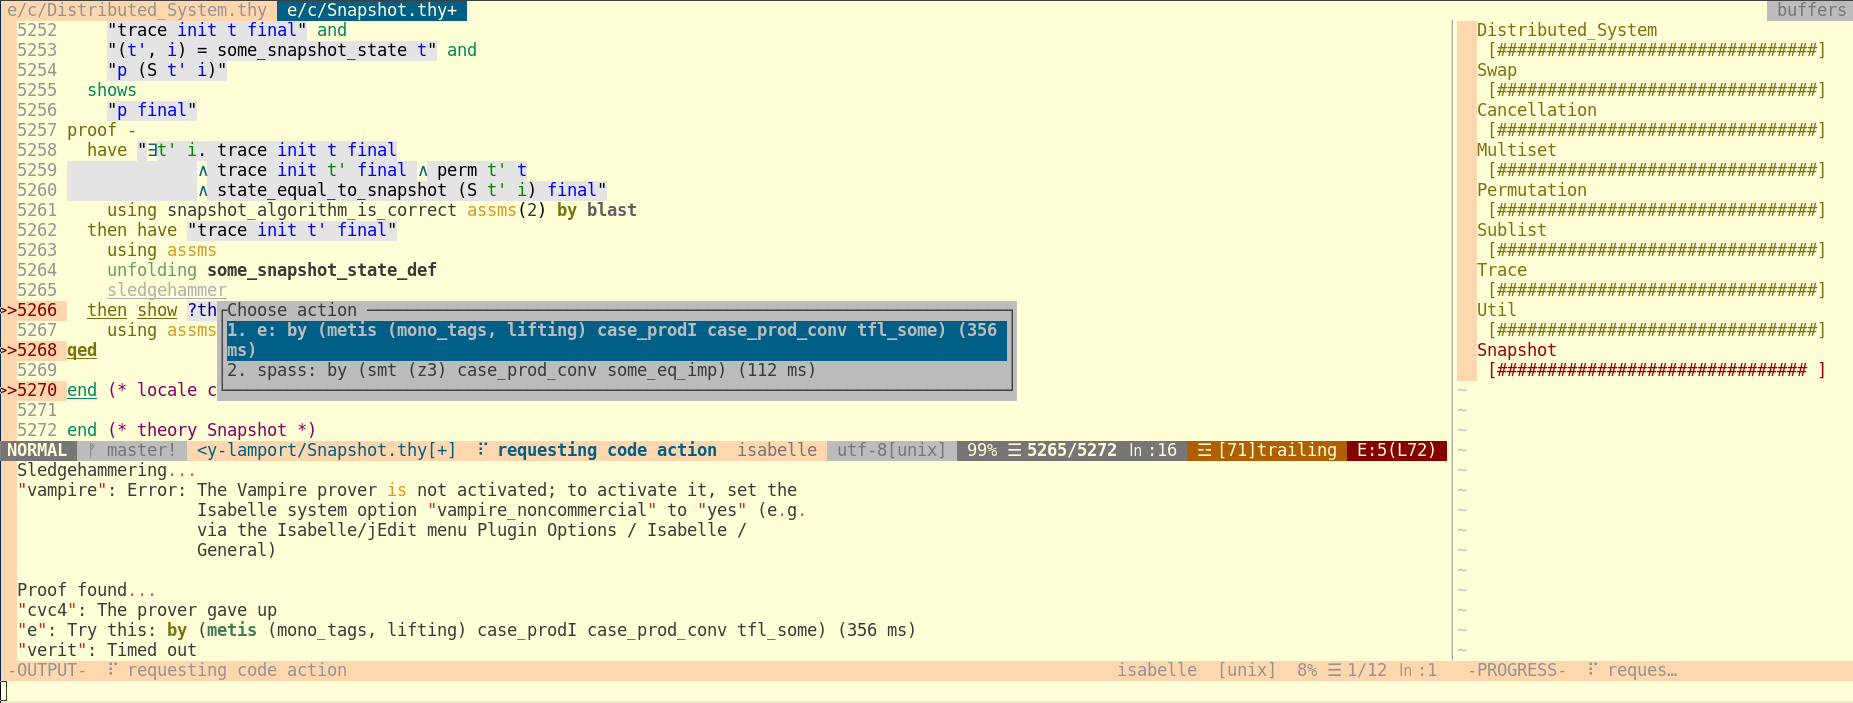 e/c/Distributed_System.thy e/c/Snapshot.thy+ buffers
5252 "trace init t final" and
5253 "(t', i) = some_snapshot_state t" and
5254 "p (S t' i)"
5255 shows
5256 "p final"
5257 proof -
5258 have "∃t' i. trace init t final
5259 ∧ trace init t' final ∧ perm t' t
5260 ∧ state_equal_to_snapshot (S t' i) final"
5261 using snapshot_algorithm_is_correct assms(2) by blast
5262 then have "trace init t' final"
5263 using assms
5264 unfolding some_snapshot_state_def
5265 sledgehammer
>>5266 then show ?th
5267 using assms
>>5268 qed
5269
>>5270 end (* locale c
5271
5272 end (* theory Snapshot *)
Choose action
1. e: by (metis (mono_tags, lifting) case_prodI case_prod_conv tfl_some) (356
ms)
2. spass: by (smt (z3) case_prod_conv some_eq_imp) (112 ms)
NORMAL ᚠ master! <y-lamport/Snapshot.thy[+] ⠏ requesting code action isabelle utf-8[unix] 99% ☰ 5265/5272 ln :16 ☲ [71]trailing E:5(L72)
Sledgehammering...
"vampire": Error: The Vampire prover is not activated; to activate it, set the
Isabelle system option "vampire_noncommercial" to "yes" (e.g.
via the Isabelle/jEdit menu Plugin Options / Isabelle /
General)
Proof found...
"cvc4": The prover gave up
"e": Try this: by (metis (mono_tags, lifting) case_prodI case_prod_conv tfl_some) (356 ms)
"verit": Timed out
-OUTPUT- ⠏ requesting code action isabelle [unix] 8% ☰ 1/12 ln :1
Distributed_System
[################################]
Swap
[################################]
Cancellation
[################################]
Multiset
[################################]
Permutation
[################################]
Sublist
[################################]
Trace
[################################]
Util
[################################]
Snapshot
[############################### ]
~
~
~
~
~
~
~
~
~
~
~
~
~
~
-PROGRESS- ⠏ reques…